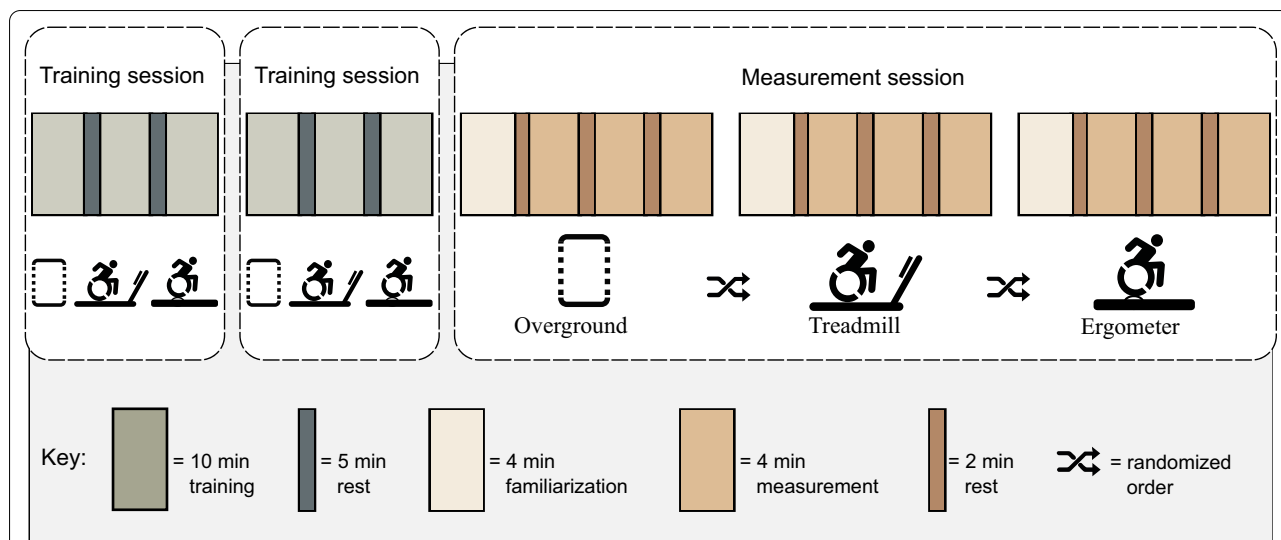 Training session
Training session
Measurement session
Overground
Treadmill
Ergometer
Key:
= 10 min
training
= 5 min
rest
= 4 min
familiarization
= 4 min
measurement
= 2 min
rest
= randomized
order